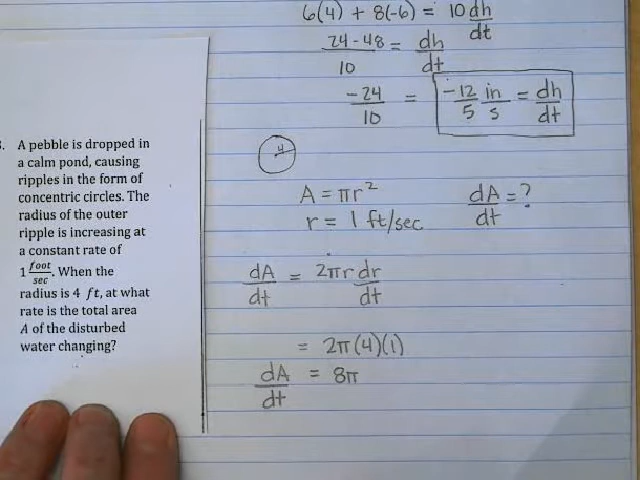 6(4) + 8(-6) = 10 dh/dt
24-48/10 = dh/dt
-24/10 = -12/5 in/s = dh/dt
3. A pebble is dropped in
a calm pond, causing
ripples in the form of
concentric circles. The
radius of the outer
ripple is increasing at
a constant rate of
1 foot/sec. When the
radius is 4 ft, at what
rate is the total area
A of the disturbed
water changing?
4
A = πr²
dA/dt = ?
r = 1 ft/sec
dA/dt = 2πr dr/dt
= 2π(4)(1)
dA/dt = 8π